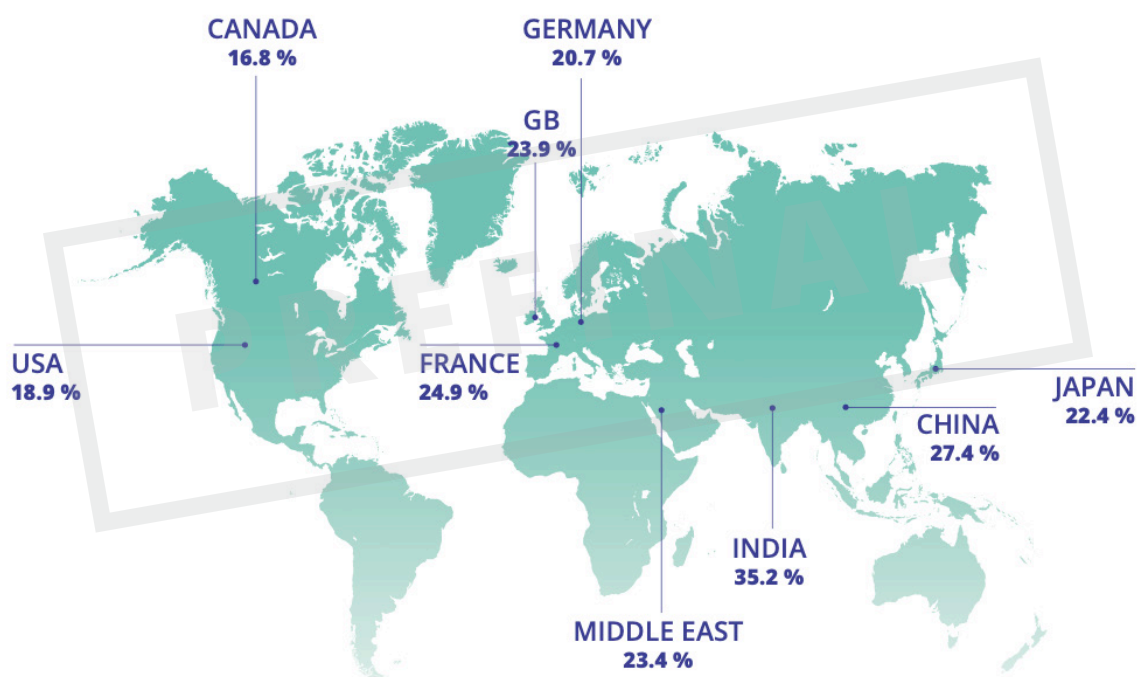 CANADA
16.8 %
GERMANY
20.7 %
GB
23.9 %
USA
18.9 %
FRANCE
24.9 %
JAPAN
22.4 %
CHINA
27.4 %
INDIA
35.2 %
MIDDLE EAST
23.4 %
PREFINAL